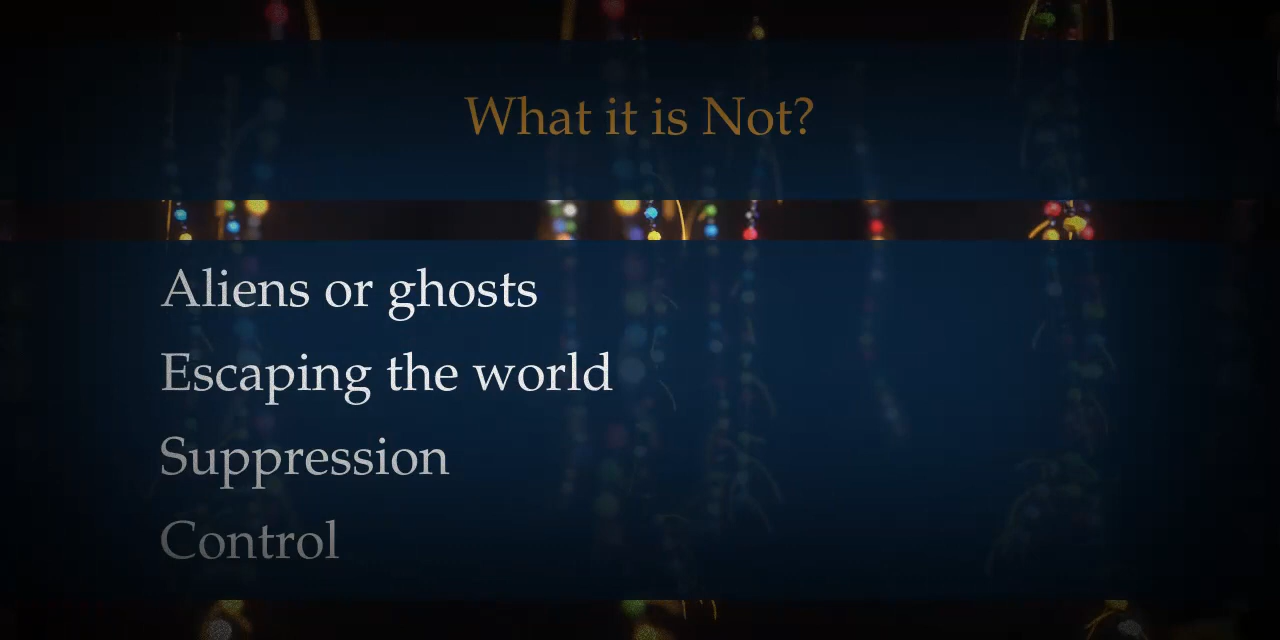 What it is Not?
Aliens or ghosts
Escaping the world
Suppression
Control